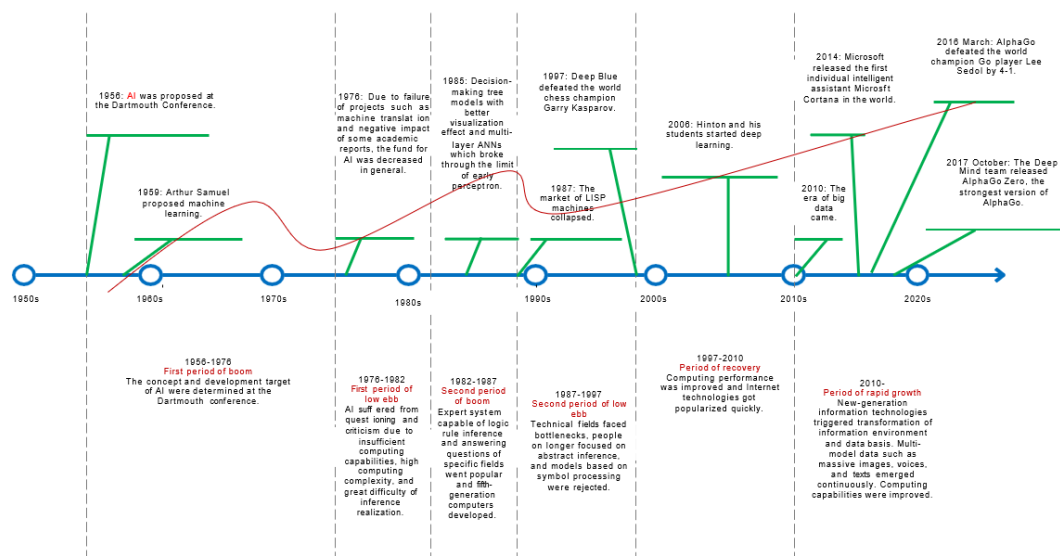 1956: AI was proposed at
the Dartmouth Conference.
1959: Arthur Samuel
proposed machine
learning.
1976: Due to failure
of projects such as
machine translat ion
and negative impact
of some academic
reports, the fund for
AI was decreased
in general.
1985: Decision-
making tree
models with
better
visualization
effect and multi-
layer ANNs
which broke
through the limit
of early
perceptron.
1987: The
market of LISP
machines
collapsed.
1997: Deep Blue
defeated the world
chess champion
Garry Kasparov.
2006: Hinton and his
students started deep
learning.
2010: The
era of big
data
came.
2014: Microsoft
released the first
individual intelligent
assistant Microsft
Cortana in the world.
2016 March: AlphaGo
defeated the world
champion Go player Lee
Sedol by 4-1.
2017 October: The Deep
Mind team released
AlphaGo Zero, the
strongest version of
AlphaGo.
1950s
1960s
1970s
1980s
1990s
2000s
2010s
2020s
1956-1976
First period of boom
The concept and development target
of AI were determined at the
Dartmouth conference.
1976-1982
First period of
low ebb
AI suff ered from
quest ioning and
criticism due to
insufficient
computing
capabilities, high
computing
complexity, and
great difficulty of
inference
realization.
1982-1987
Second period
of boom
Expert system
capable of logic
rule inference
and answering
questions of
specific fields
went popular
and fifth-
generation
computers
developed.
1987-1997
Second period of low
ebb
Technical fields faced
bottlenecks, people
on longer focused on
abstract inference,
and models based on
symbol processing
were rejected.
1997-2010
Period of recovery
Computing performance
was improved and Internet
technologies got
popularized quickly.
2010-
Period of rapid growth
New-generation
information technologies
triggered transformation of
information environment
and data basis. Multi-
model data such as
massive images, voices,
and texts emerged
continuously. Computing
capabilities were improved.